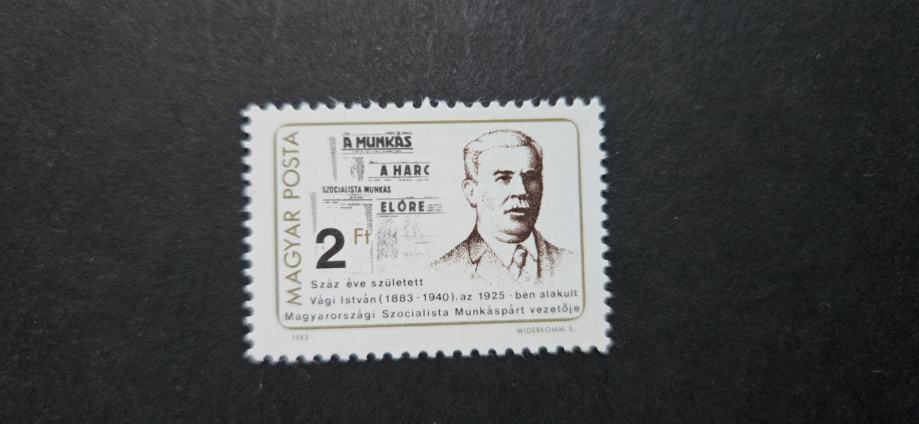 MAGYAR POSTA
A MUNKÁS
A HARC
SZOCIALISTA MUNKÁS
ELŐRE
2 Ft
Száz éve született
Vági István (1883-1940). az 1925-ben alakult
Magyarországi Szocialista Munkáspárt vezetője
1983
WIDERKOMM E.